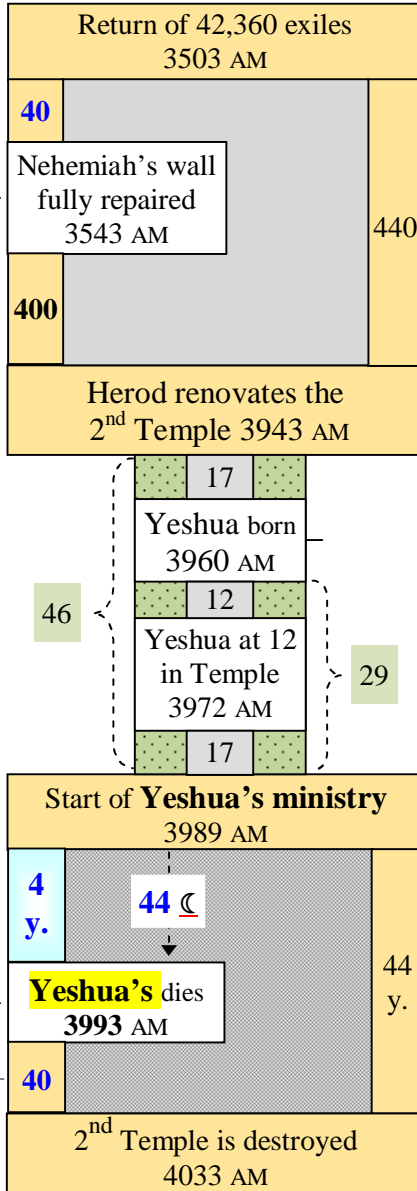 Return of 42,360 exiles
3503 AM
40
Nehemiah's wall
fully repaired
3543 AM
440
400
Herod renovates the
2nd Temple 3943 AM
17
Yeshua born
3960 AM
46
12
Yeshua at 12
in Temple
3972 AM
29
17
Start of Yeshua's ministry
3989 AM
4
y.
44 ☾
44
y.
Yeshua's dies
3993 AM
40
2nd Temple is destroyed
4033 AM